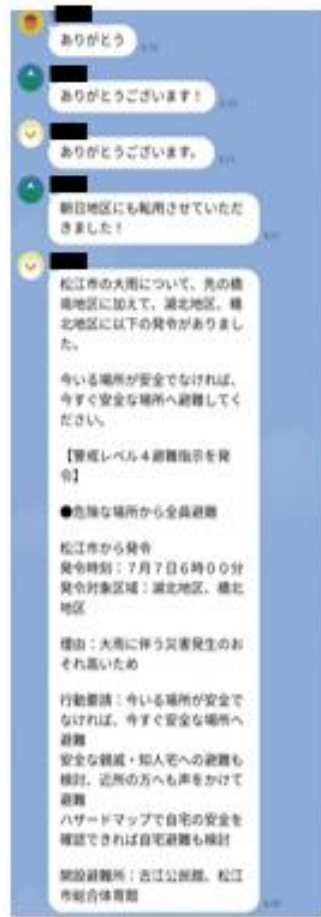 ありがとう
ありがとうございます！
ありがとうございます。
朝日地区にも転用させていただ
きました！
松江市の大雨について、先の橋
南地区に加えて、湖北地区、橋
北地区に以下の発令がありまし
た。
今いる場所が安全でなければ、
今すぐ安全な場所へ避難してく
ださい。
【警戒レベル４避難指示を発
令】
●危険な場所から全員避難
松江市から発令
発令時刻：７月７日６時００分
発令対象区域：湖北地区、橋北
地区
理由：大雨に伴う災害発生のお
それ高いため
行動要請：今いる場所が安全で
なければ、今すぐ安全な場所へ
避難
安全な親戚・知人宅への避難も
検討、近所の方へも声をかけて
避難
ハザードマップで自宅の安全を
確認できれば自宅避難も検討
開設避難所：古江公民館、松江
市総合体育館